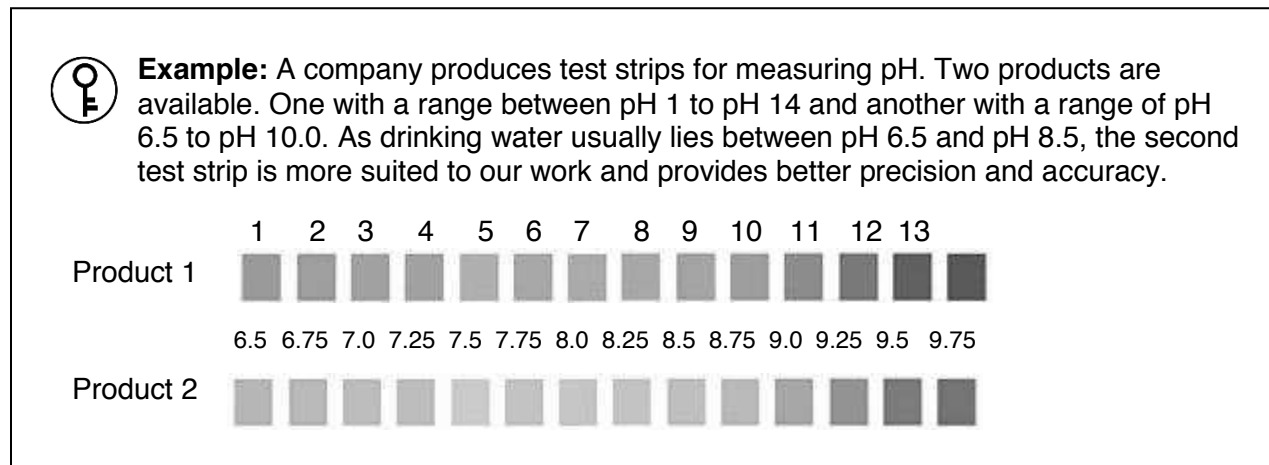 Example: A company produces test strips for measuring pH. Two products are
available. One with a range between pH 1 to pH 14 and another with a range of pH
6.5 to pH 10.0. As drinking water usually lies between pH 6.5 and pH 8.5, the second
test strip is more suited to our work and provides better precision and accuracy.
1 2 3 4 5 6 7 8 9 10 11 12 13
Product 1
6.5 6.75 7.0 7.25 7.5 7.75 8.0 8.25 8.5 8.75 9.0 9.25 9.5 9.75
Product 2